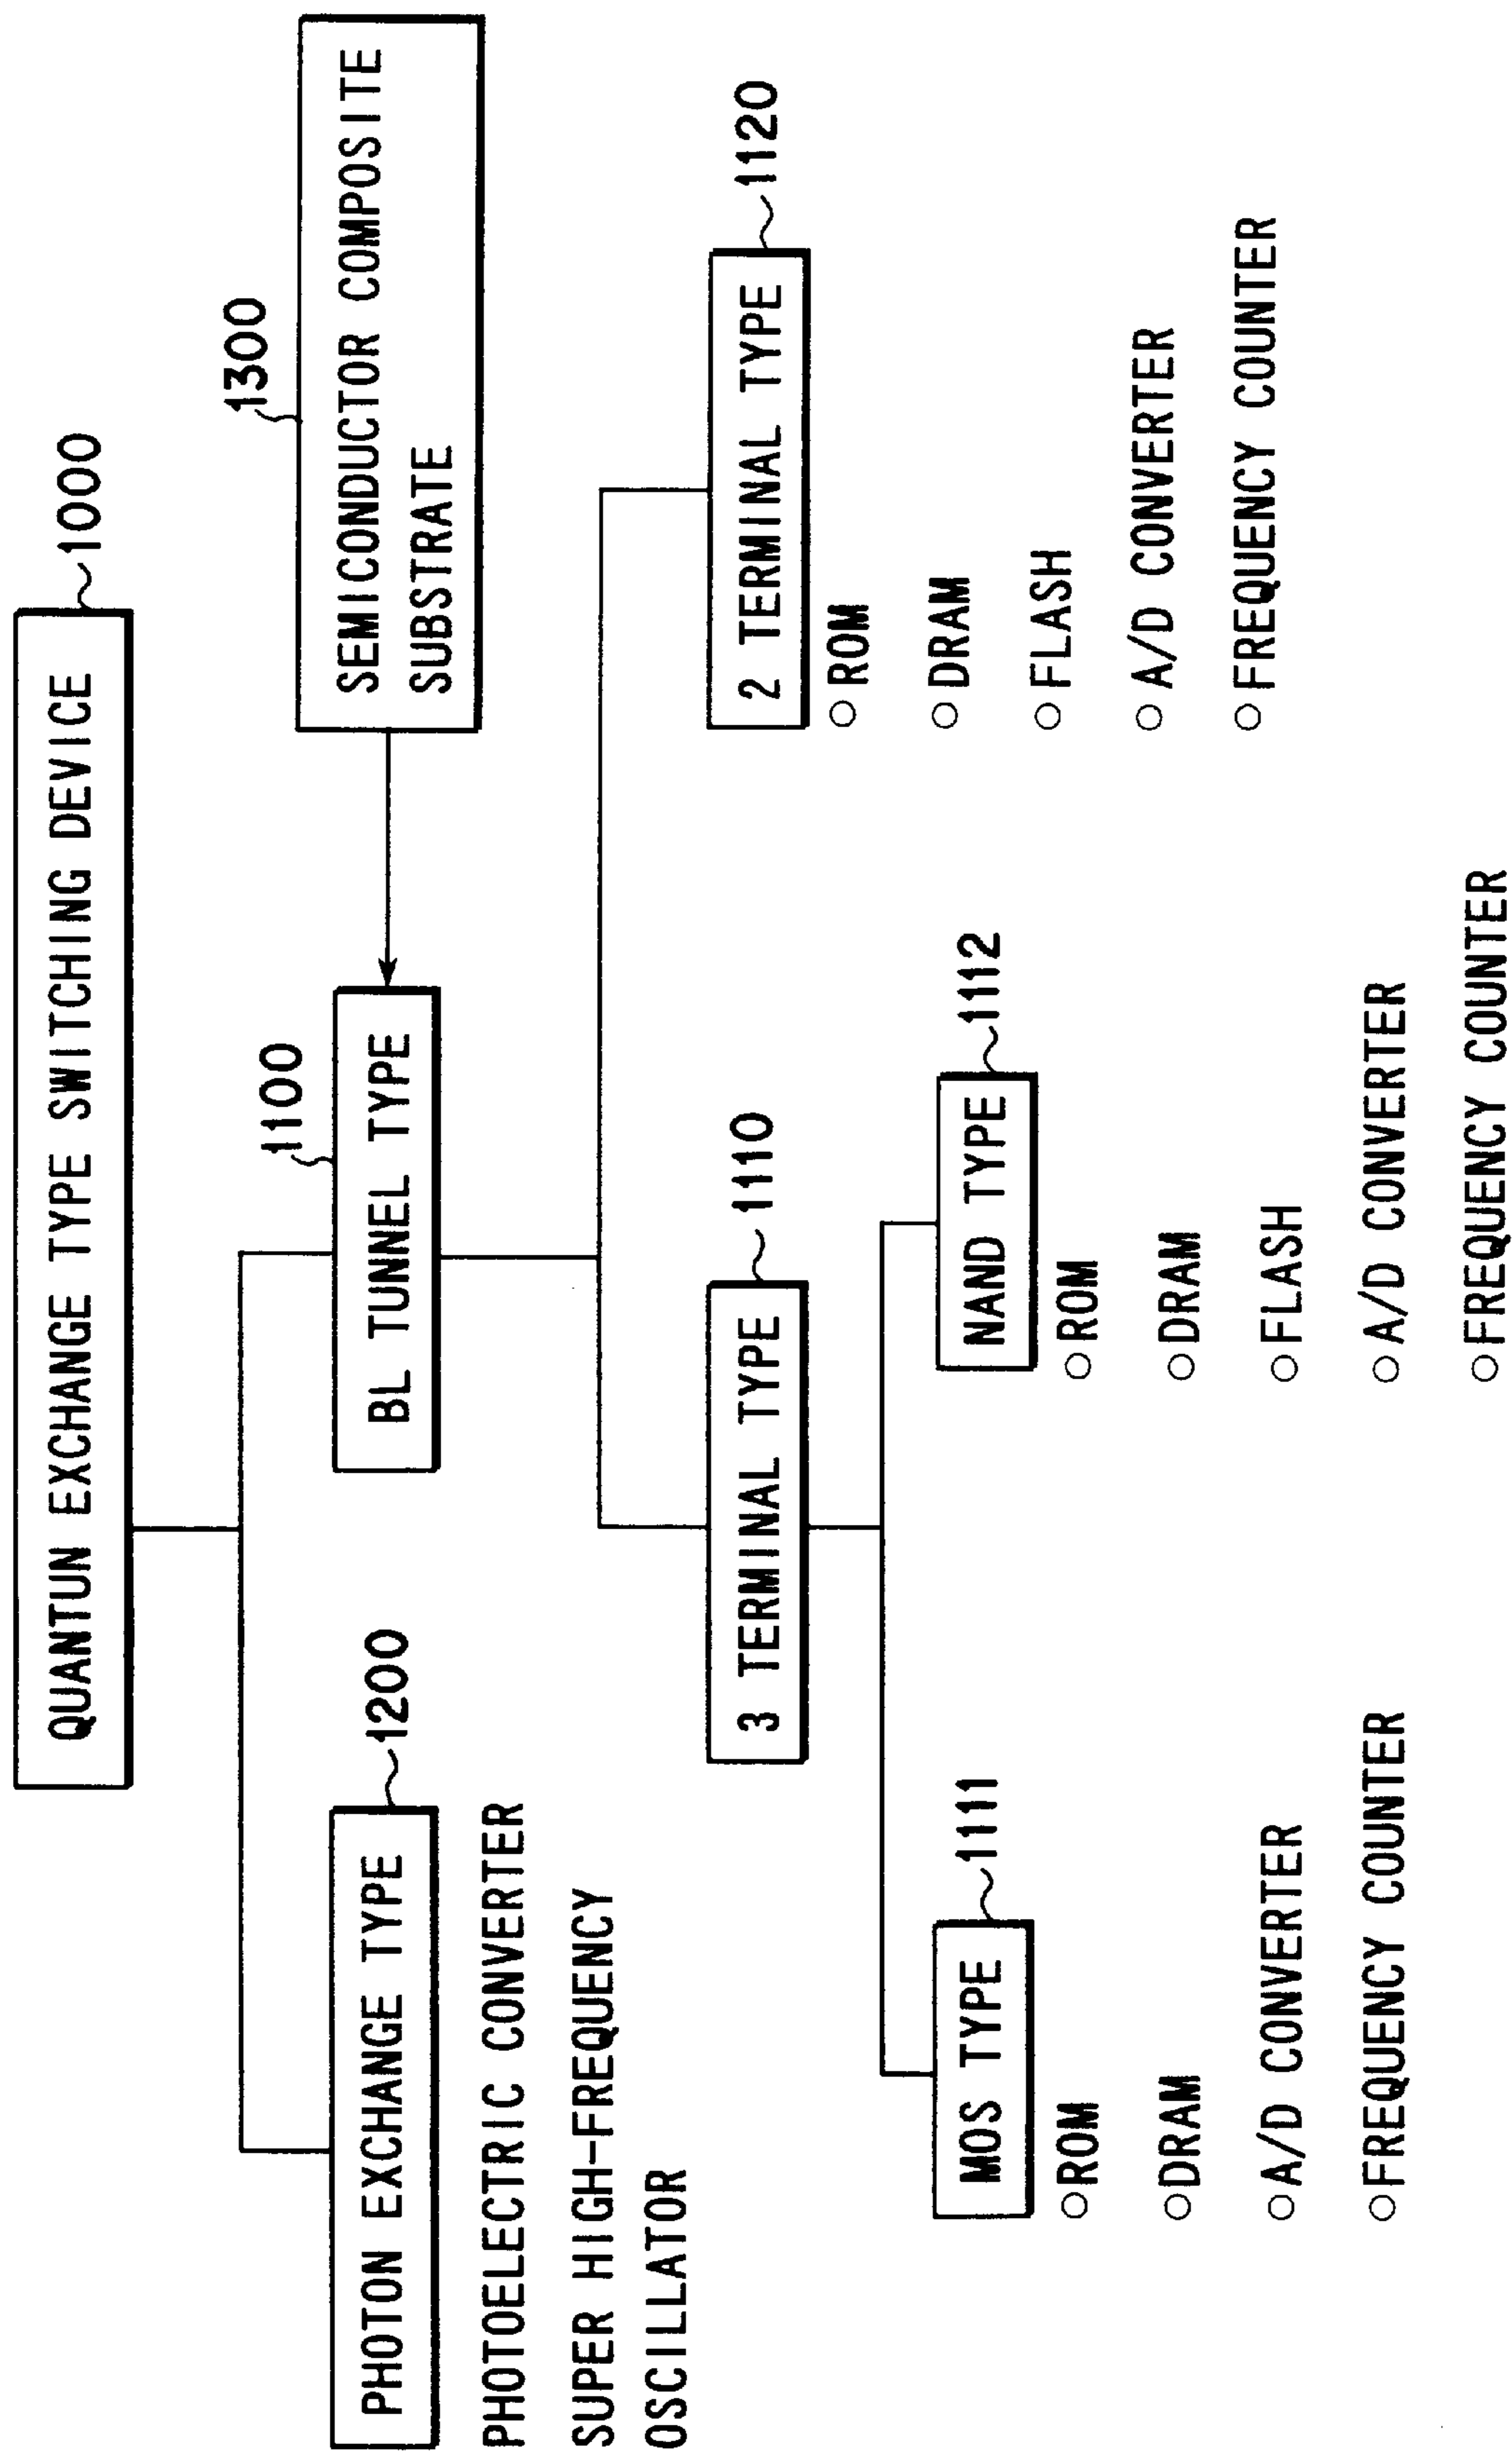 QUANTUN EXCHANGE TYPE SWITCHING DEVICE
1000
PHOTON EXCHANGE TYPE
1200
PHOTOELECTRIC CONVERTER
SUPER HIGH-FREQUENCY
OSCILLATOR
1100
BL TUNNEL TYPE
1300
SEMICONDUCTOR COMPOSITE
SUBSTRATE
3 TERMINAL TYPE
1110
MOS TYPE
1111
○ ROM
○ DRAM
○ A/D CONVERTER
○ FREQUENCY COUNTER
NAND TYPE
1112
○ ROM
○ DRAM
○ FLASH
○ A/D CONVERTER
○ FREQUENCY COUNTER
2 TERMINAL TYPE
1120
○ ROM
○ DRAM
○ FLASH
○ A/D CONVERTER
○ FREQUENCY COUNTER